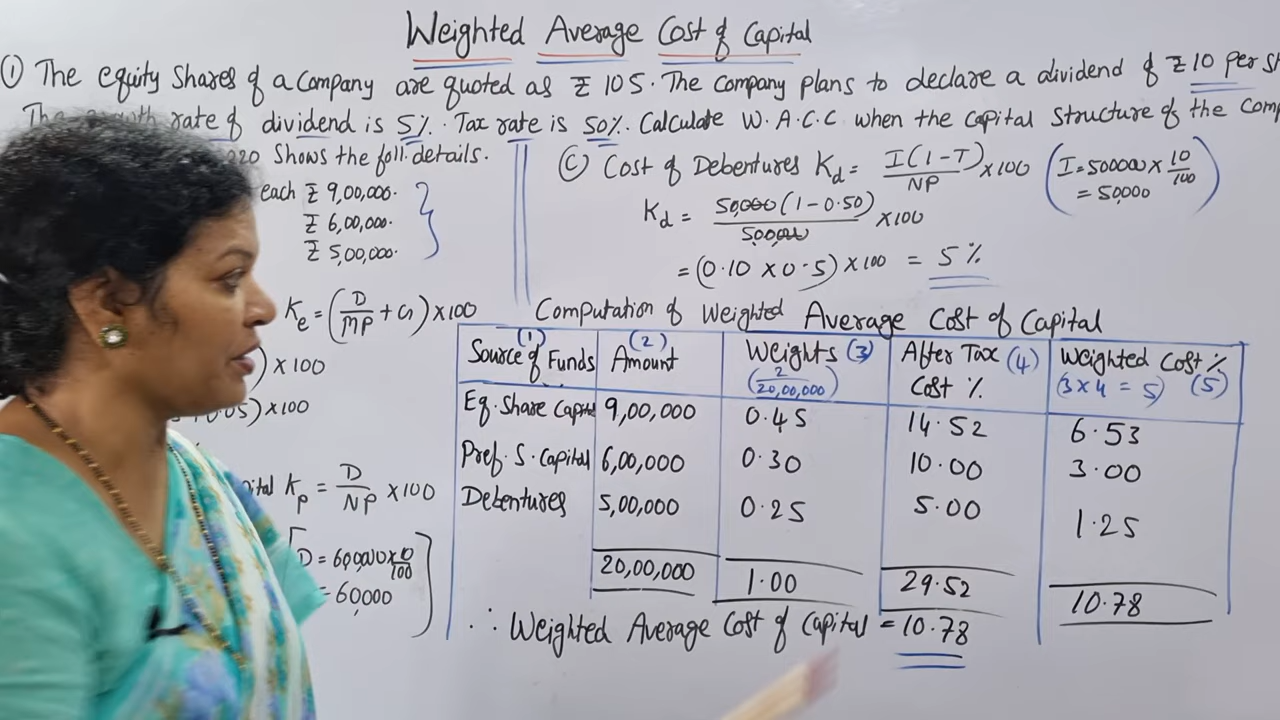 Weighted Average Cost of Capital
① The equity Shares of a Company are quoted as ₹ 105. The Company plans to declare a dividend of ₹10 per
rate of dividend is 5%. Tax rate is 50%. Calculate W.A.C.C when the Capital Structure of the
Shows the foll. details.
each ₹ 9,00,000.
₹ 6,00,000.
₹ 5,00,000.
Ke = (D/MP + G) × 100
) × 100
) × 100
Kp = D/NP × 100
D = 60,0000 × 10/100
= 60,000
Ⓒ Cost of Debentures Kd = I(1-T)/NP × 100 (I = 500000 × 10/100
= 50,000)
Kd = 50,000(1-0.50)/500,000 × 100
= (0.10 × 0.5) × 100 = 5%
Computation of Weighted Average Cost of Capital
Source of Funds (1) Amount (2) Weights (3) (2/20,00,000) After Tax Cost % (4) Weighted Cost % (3 × 4 = 5) (5)
Eq. Share Capital 9,00,000 0.45 14.52 6.53
Pref. S. Capital 6,00,000 0.30 10.00 3.00
Debentures 5,00,000 0.25 5.00 1.25
20,00,000 1.00 29.52 10.78
∴ Weighted Average Cost of Capital = 10.78